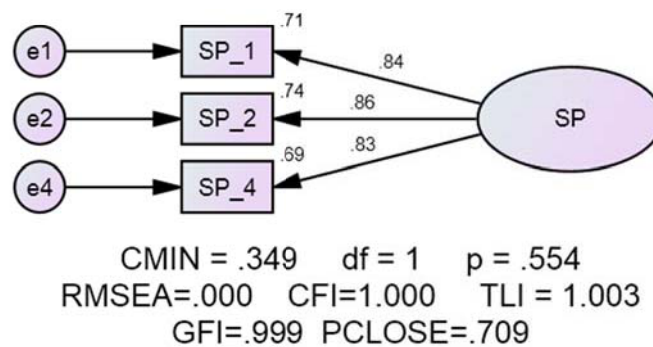 .71
e1 SP_1 .84
.74
e2 SP_2 .86 SP
.69 .83
e4 SP_4
CMIN = .349 df = 1 p = .554
RMSEA=.000 CFI=1.000 TLI = 1.003
GFI=.999 PCLOSE=.709